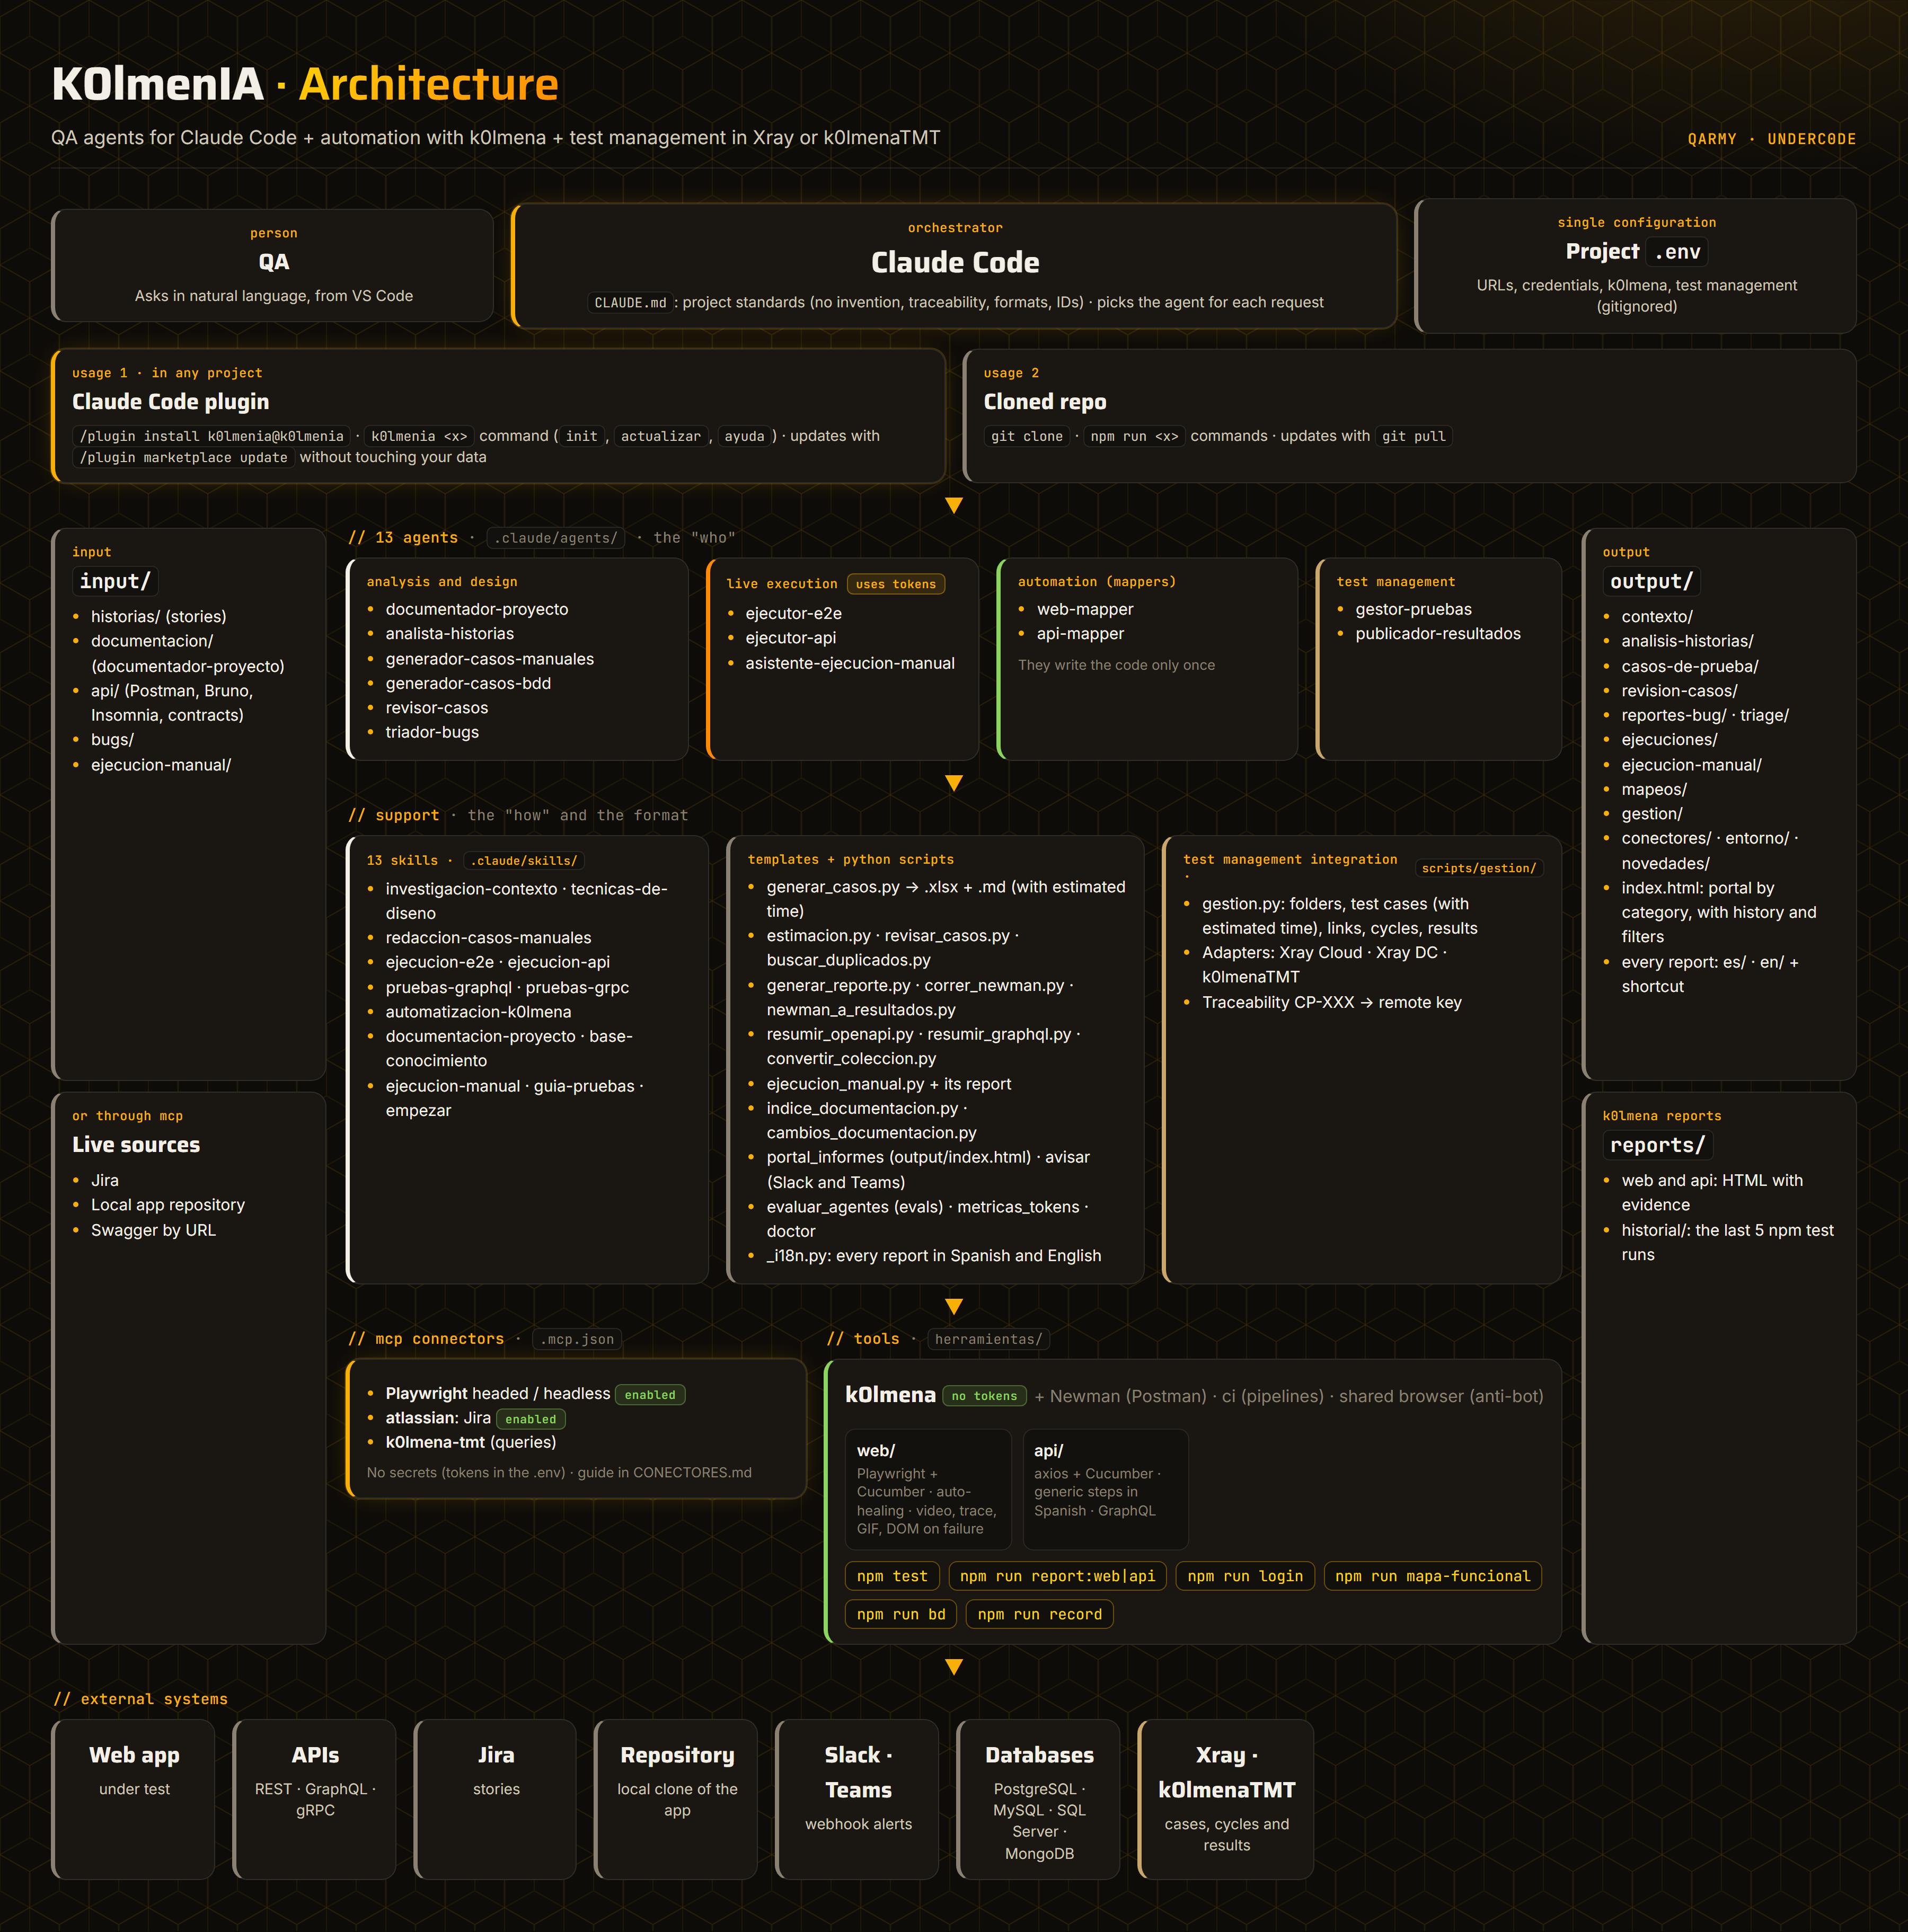 K0lmenIA · Architecture
QA agents for Claude Code + automation with k0lmena + test management in Xray or k0lmenaTMT
QARMY · UNDERC0DE
person
QA
Asks in natural language, from VS Code
orchestrator
Claude Code
CLAUDE.md : project standards (no invention, traceability, formats, IDs) · picks the agent for each request
single configuration
Project .env
URLs, credentials, k0lmena, test management
(gitignored)
usage 1 · in any project
Claude Code plugin
/plugin install k0lmenia@k0lmenia · k0lmenia <x> command ( init , actualizar , ayuda ) · updates with
/plugin marketplace update without touching your data
usage 2
Cloned repo
git clone · npm run <x> commands · updates with git pull
input
input/
historias/ (stories)
documentacion/
(documentador-proyecto)
api/ (Postman, Bruno,
Insomnia, contracts)
bugs/
ejecucion-manual/
or through mcp
Live sources
Jira
Local app repository
Swagger by URL
// 13 agents · .claude/agents/ · the "who"
analysis and design
documentador-proyecto
analista-historias
generador-casos-manuales
generador-casos-bdd
revisor-casos
triador-bugs
live execution uses tokens
ejecutor-e2e
ejecutor-api
asistente-ejecucion-manual
automation (mappers)
web-mapper
api-mapper
They write the code only once
test management
gestor-pruebas
publicador-resultados
// support · the "how" and the format
13 skills · .claude/skills/
investigacion-contexto · tecnicas-de-
diseno
redaccion-casos-manuales
ejecucion-e2e · ejecucion-api
pruebas-graphql · pruebas-grpc
automatizacion-k0lmena
documentacion-proyecto · base-
conocimiento
ejecucion-manual · guia-pruebas ·
empezar
templates + python scripts
generar_casos.py → .xlsx + .md (with estimated
time)
estimacion.py · revisar_casos.py ·
buscar_duplicados.py
generar_reporte.py · correr_newman.py ·
newman_a_resultados.py
resumir_openapi.py · resumir_graphql.py ·
convertir_coleccion.py
ejecucion_manual.py + its report
indice_documentacion.py ·
cambios_documentacion.py
portal_informes (output/index.html) · avisar
(Slack and Teams)
evaluar_agentes (evals) · metricas_tokens ·
doctor
_i18n.py: every report in Spanish and English
test management integration
· scripts/gestion/
gestion.py: folders, test cases (with
estimated time), links, cycles, results
Adapters: Xray Cloud · Xray DC ·
k0lmenaTMT
Traceability CP-XXX → remote key
output
output/
contexto/
analisis-historias/
casos-de-prueba/
revision-casos/
reportes-bug/ · triage/
ejecuciones/
ejecucion-manual/
mapeos/
gestion/
conectores/ · entorno/ ·
novedades/
index.html: portal by
category, with history and
filters
every report: es/ · en/ +
shortcut
k0lmena reports
reports/
web and api: HTML with
evidence
historial/: the last 5 npm test
runs
// mcp connectors · .mcp.json
Playwright headed / headless enabled
atlassian: Jira enabled
k0lmena-tmt (queries)
No secrets (tokens in the .env) · guide in CONECTORES.md
// tools · herramientas/
k0lmena no tokens + Newman (Postman) · ci (pipelines) · shared browser (anti-bot)
web/
Playwright +
Cucumber · auto-
healing · video, trace,
GIF, DOM on failure
api/
axios + Cucumber ·
generic steps in
Spanish · GraphQL
npm test npm run report:web|api npm run login npm run mapa-funcional
npm run bd npm run record
// external systems
Web app
under test
APIs
REST · GraphQL ·
gRPC
Jira
stories
Repository
local clone of the
app
Slack ·
Teams
webhook alerts
Databases
PostgreSQL ·
MySQL · SQL
Server ·
MongoDB
Xray ·
k0lmenaTMT
cases, cycles and
results